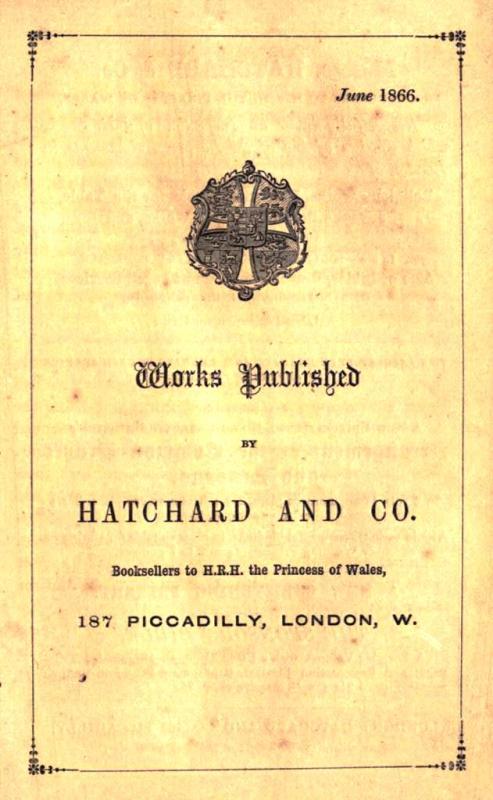 June 1866.
Works Published
BY
HATCHARD AND CO.
Booksellers to H.R.H. the Princess of Wales,
187 PICCADILLY, LONDON, W.